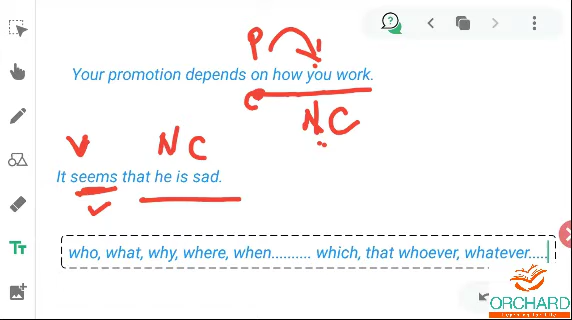 P
Your promotion depends on how you work.
C NC
V NC
It seems that he is sad.
who, what, why, where, when.......... which, that whoever, whatever.....
Tт
ORCHARD